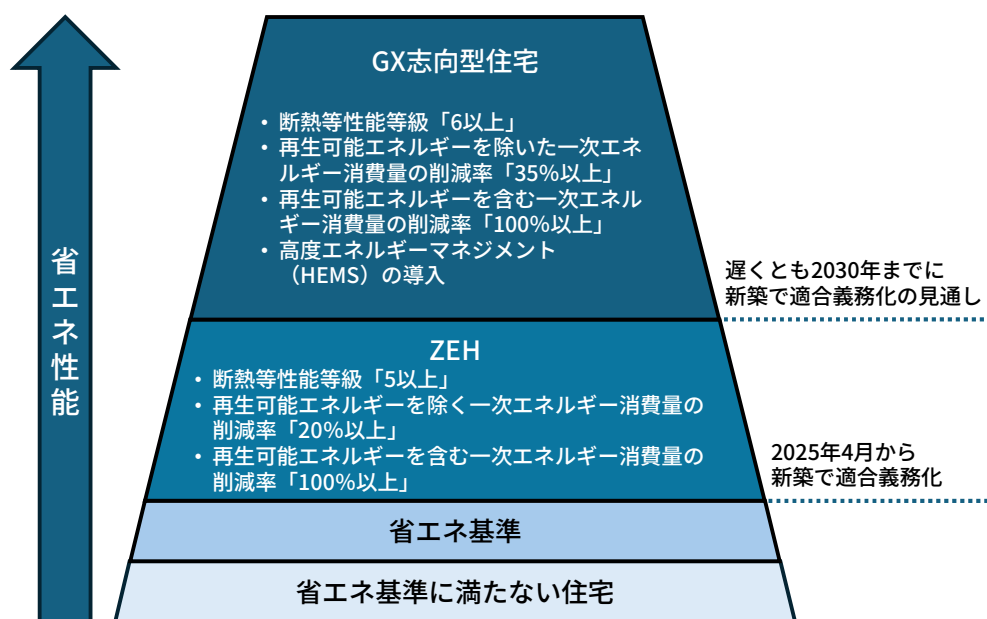 省エネ性能
GX志向型住宅
・断熱等性能等級「6以上」
・再生可能エネルギーを除いた一次エネ
ルギー消費量の削減率「35%以上」
・再生可能エネルギーを含む一次エネル
ギー消費量の削減率「100%以上」
・高度エネルギーマネジメント
（HEMS）の導入
遅くとも2030年までに
新築で適合義務化の見通し
ZEH
・断熱等性能等級「5以上」
・再生可能エネルギーを除く一次エネルギー消費量の
削減率「20%以上」
・再生可能エネルギーを含む一次エネルギー消費量の
削減率「100%以上」
2025年4月から
新築で適合義務化
省エネ基準
省エネ基準に満たない住宅